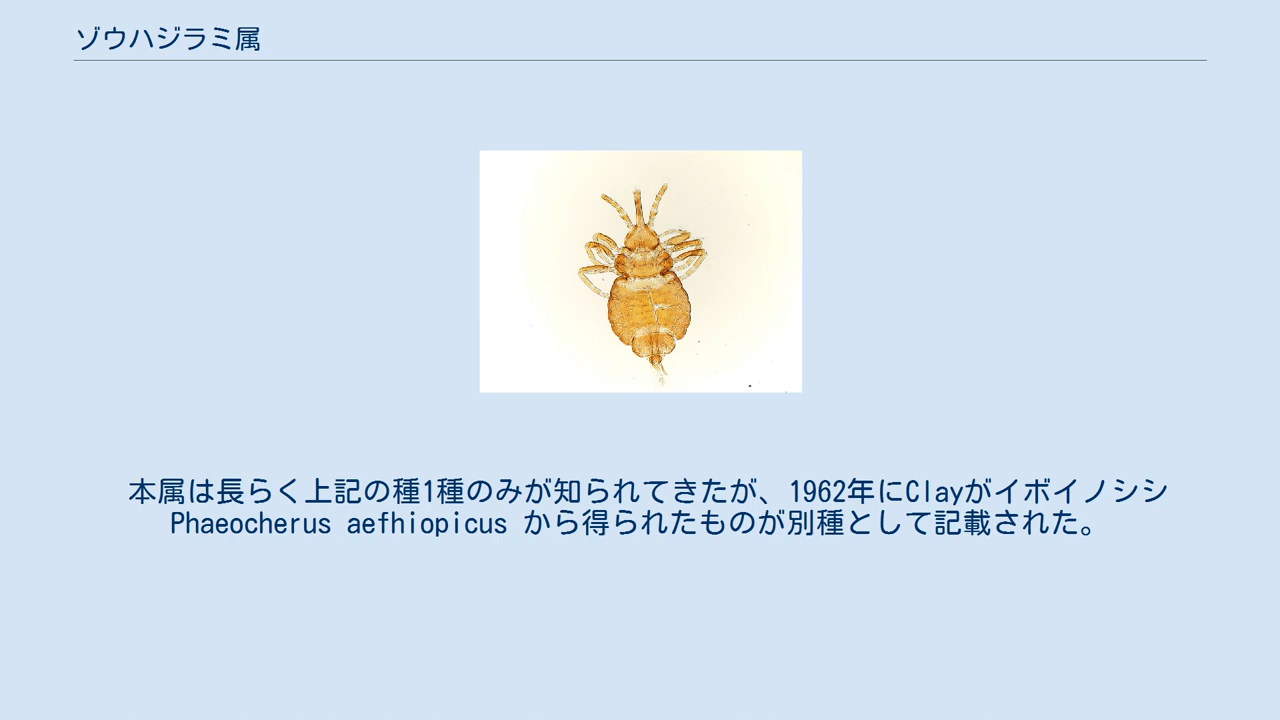 ゾウハジラミ属
本属は長らく上記の種1種のみが知られてきたが、1962年にClayがイボイノシシ
Phaeocherus aefhiopicus から得られたものが別種として記載された。